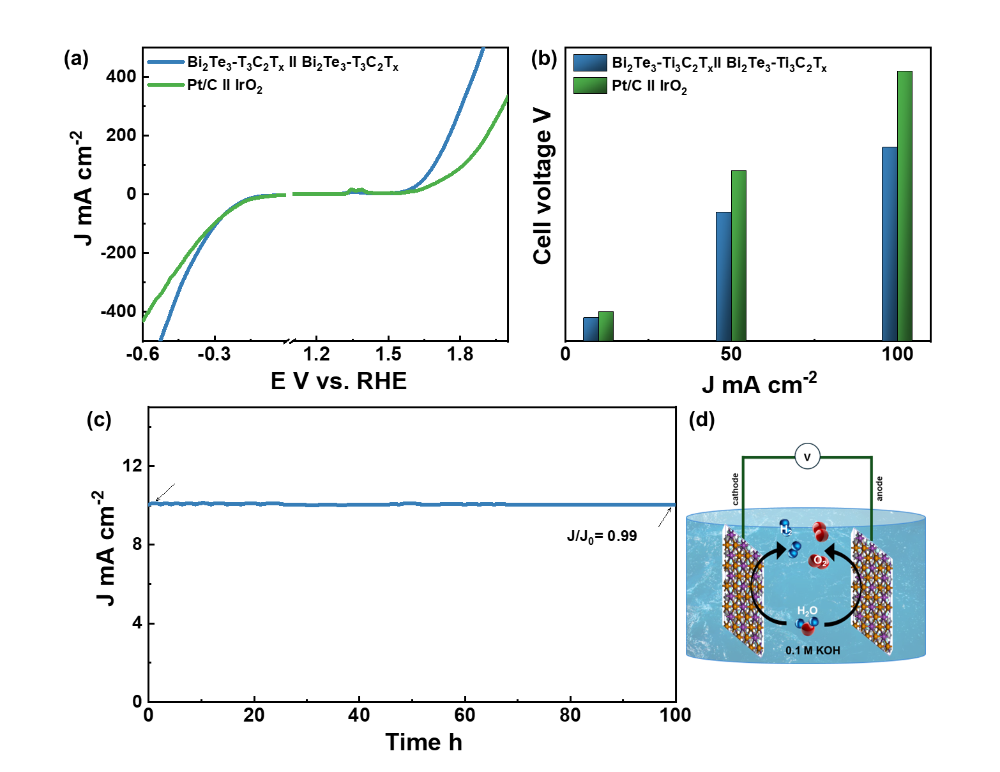 (a)
Bi2Te3-T3C2Tx II Bi2Te3-T3C2Tx
Pt/C II IrO2
400
200
0
-200
-400
J mA cm-2
-0.6 -0.3 1.2 1.5 1.8
E V vs. RHE
(b)
Bi2Te3-Ti3C2TxII Bi2Te3-Ti3C2Tx
Pt/C II IrO2
Cell voltage V
0 50 100
J mA cm-2
(c)
12
8
4
0
J mA cm-2
J/J0= 0.99
0 20 40 60 80 100
Time h
(d)
V
cathode
anode
H2
O2
H2O
0.1 M KOH